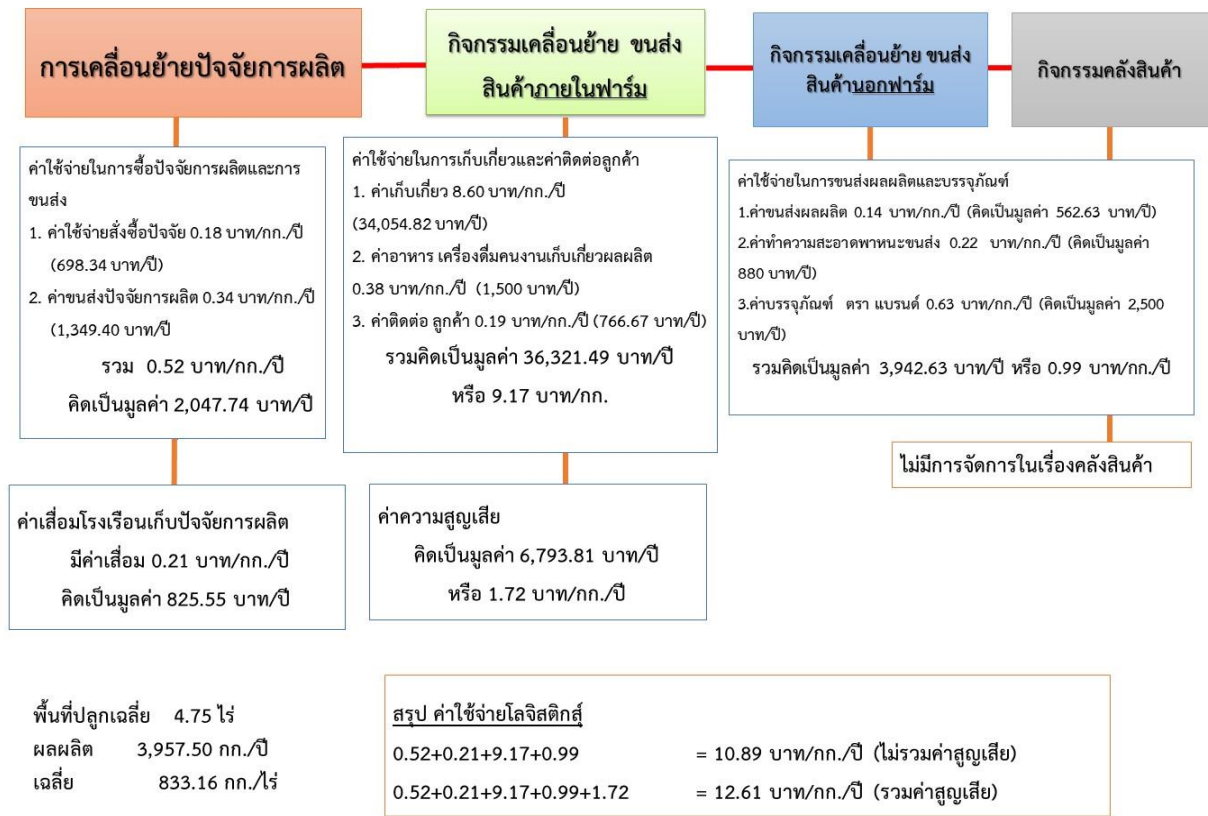 การเคลื่อนย้ายปัจจัยการผลิต
กิจกรรมเคลื่อนย้าย ขนส่ง
สินค้าภายในฟาร์ม
กิจกรรมเคลื่อนย้าย ขนส่ง
สินค้านอกฟาร์ม
กิจกรรมคลังสินค้า
ค่าใช้จ่ายในการซื้อปัจจัยการผลิตและการ
ขนส่ง
1. ค่าใช้จ่ายสั่งซื้อปัจจัย 0.18 บาท/กก./ปี
(698.34 บาท/ปี)
2. ค่าขนส่งปัจจัยการผลิต 0.34 บาท/กก./ปี
(1,349.40 บาท/ปี
รวม 0.52 บาท/กก./ปี
คิดเป็นมูลค่า 2,047.74 บาท/ปี
ค่าใช้จ่ายในการเก็บเกี่ยวและค่าติดต่อลูกค้า
1. ค่าเก็บเกี่ยว 8.60 บาท/กก./ปี
(34,054.82 บาท/ปี)
2. ค่าอาหาร เครื่องดื่มคนงานเก็บเกี่ยวผลผลิต
0.38 บาท/กก./ปี (1,500 บาท/ปี)
3. ค่าติดต่อ ลูกค้า 0.19 บาท/กก./ปี (766.67 บาท/ปี)
รวมคิดเป็นมูลค่า 36,321.49 บาท/ปี
หรือ 9.17 บาท/กก.
ค่าใช้จ่ายในการขนส่งผลผลิตและบรรจุภัณฑ์
1.ค่าขนส่งผลผลิต 0.14 บาท/กก./ปี (คิดเป็นมูลค่า 562.63 บาท/ปี)
2.ค่าทำความสะอาดพาหนะขนส่ง 0.22 บาท/กก./ปี (คิดเป็นมูลค่า
880 บาท/ปี)
3.ค่าบรรจุภัณฑ์ ตรา แบรนด์ 0.63 บาท/กก./ปี (คิดเป็นมูลค่า 2,500
บาท/ปี)
รวมคิดเป็นมูลค่า 3,942.63 บาท/ปี หรือ 0.99 บาท/กก./ปี
ไม่มีการจัดการในเรื่องคลังสินค้า
ค่าเสื่อมโรงเรือนเก็บปัจจัยการผลิต
มีค่าเสื่อม 0.21 บาท/กก./ปี
คิดเป็นมูลค่า 825.55 บาท/ปี
ค่าความสูญเสีย
คิดเป็นมูลค่า 6,793.81 บาท/ปี
หรือ 1.72 บาท/กก./ปี
พื้นที่ปลูกเฉลี่ย 4.75 ไร่
ผลผลิต 3,957.50 กก./ปี
เฉลี่ย 833.16 กก./ไร่
สรุป ค่าใช้จ่ายโลจิสติกส์
0.52+0.21+9.17+0.99 = 10.89 บาท/กก./ปี (ไม่รวมค่าสูญเสีย)
0.52+0.21+9.17+0.99+1.72 = 12.61 บาท/กก./ปี (รวมค่าสูญเสีย)